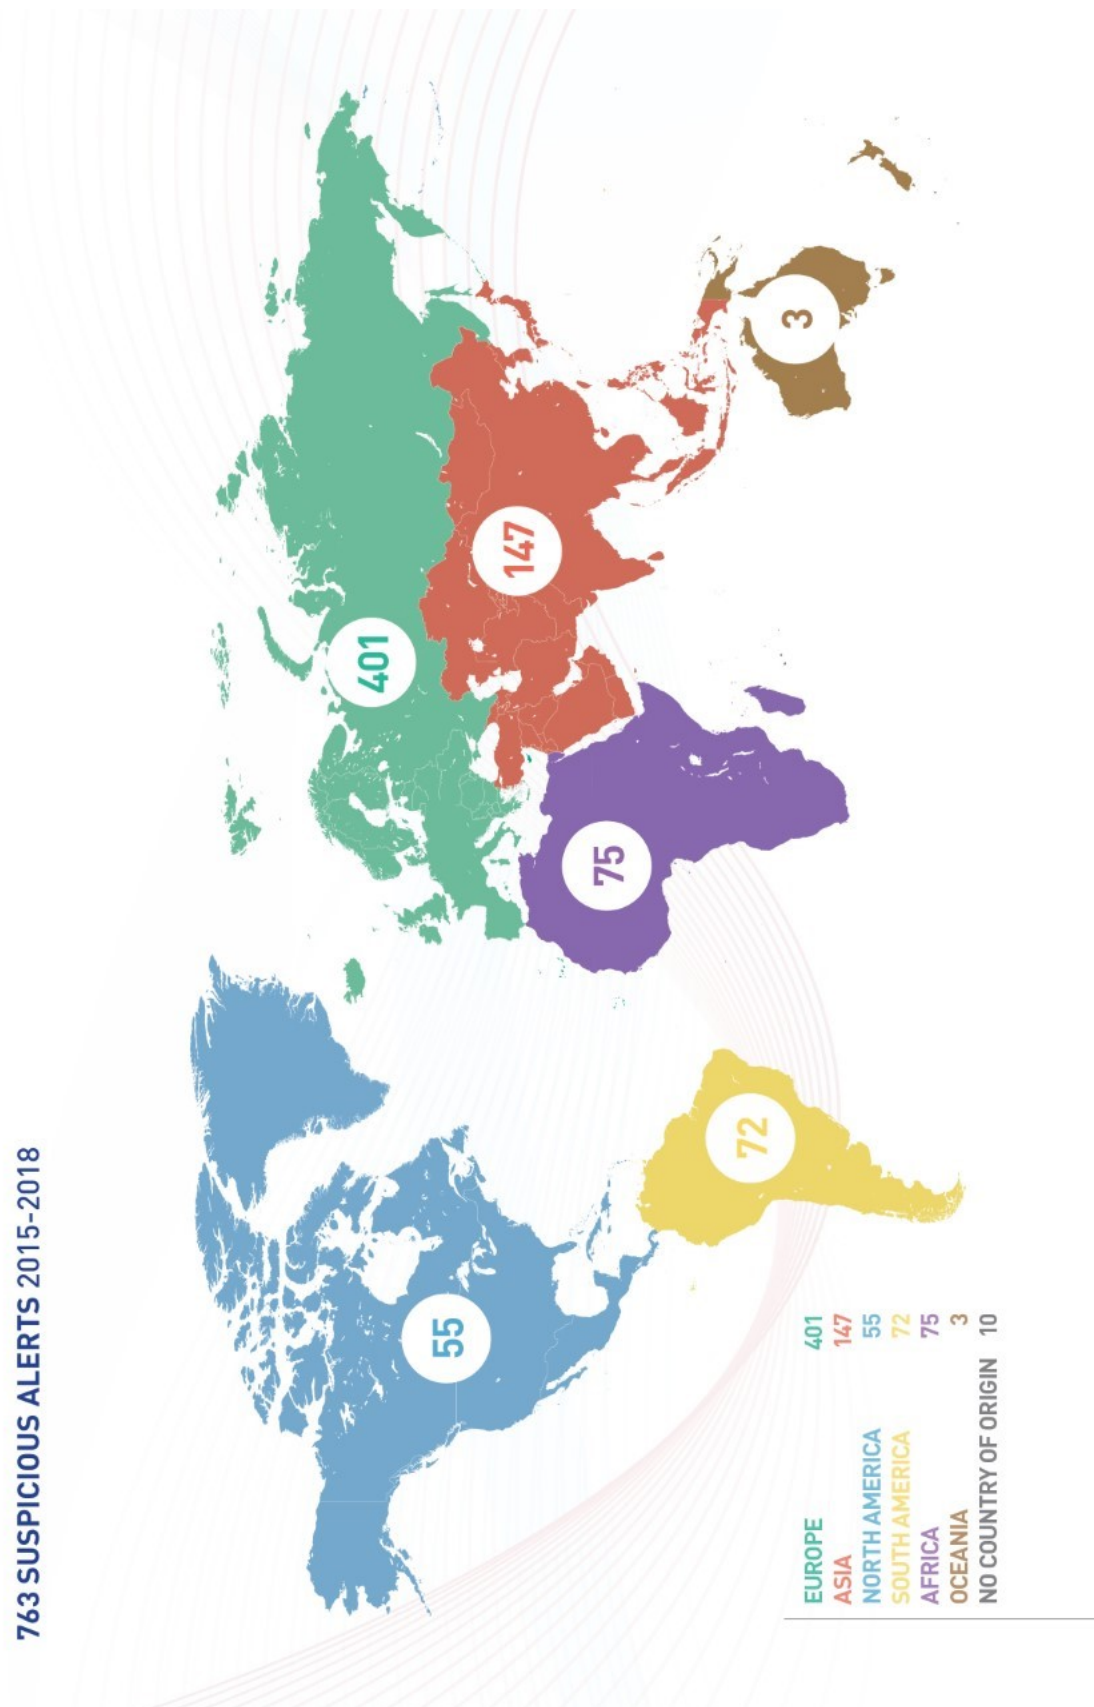 763 SUSPICIOUS ALERTS 2015-2018
55
401
147
75
72
3
EUROPE 401
ASIA 147
NORTH AMERICA 55
SOUTH AMERICA 72
AFRICA 75
OCEANIA 3
NO COUNTRY OF ORIGIN 10